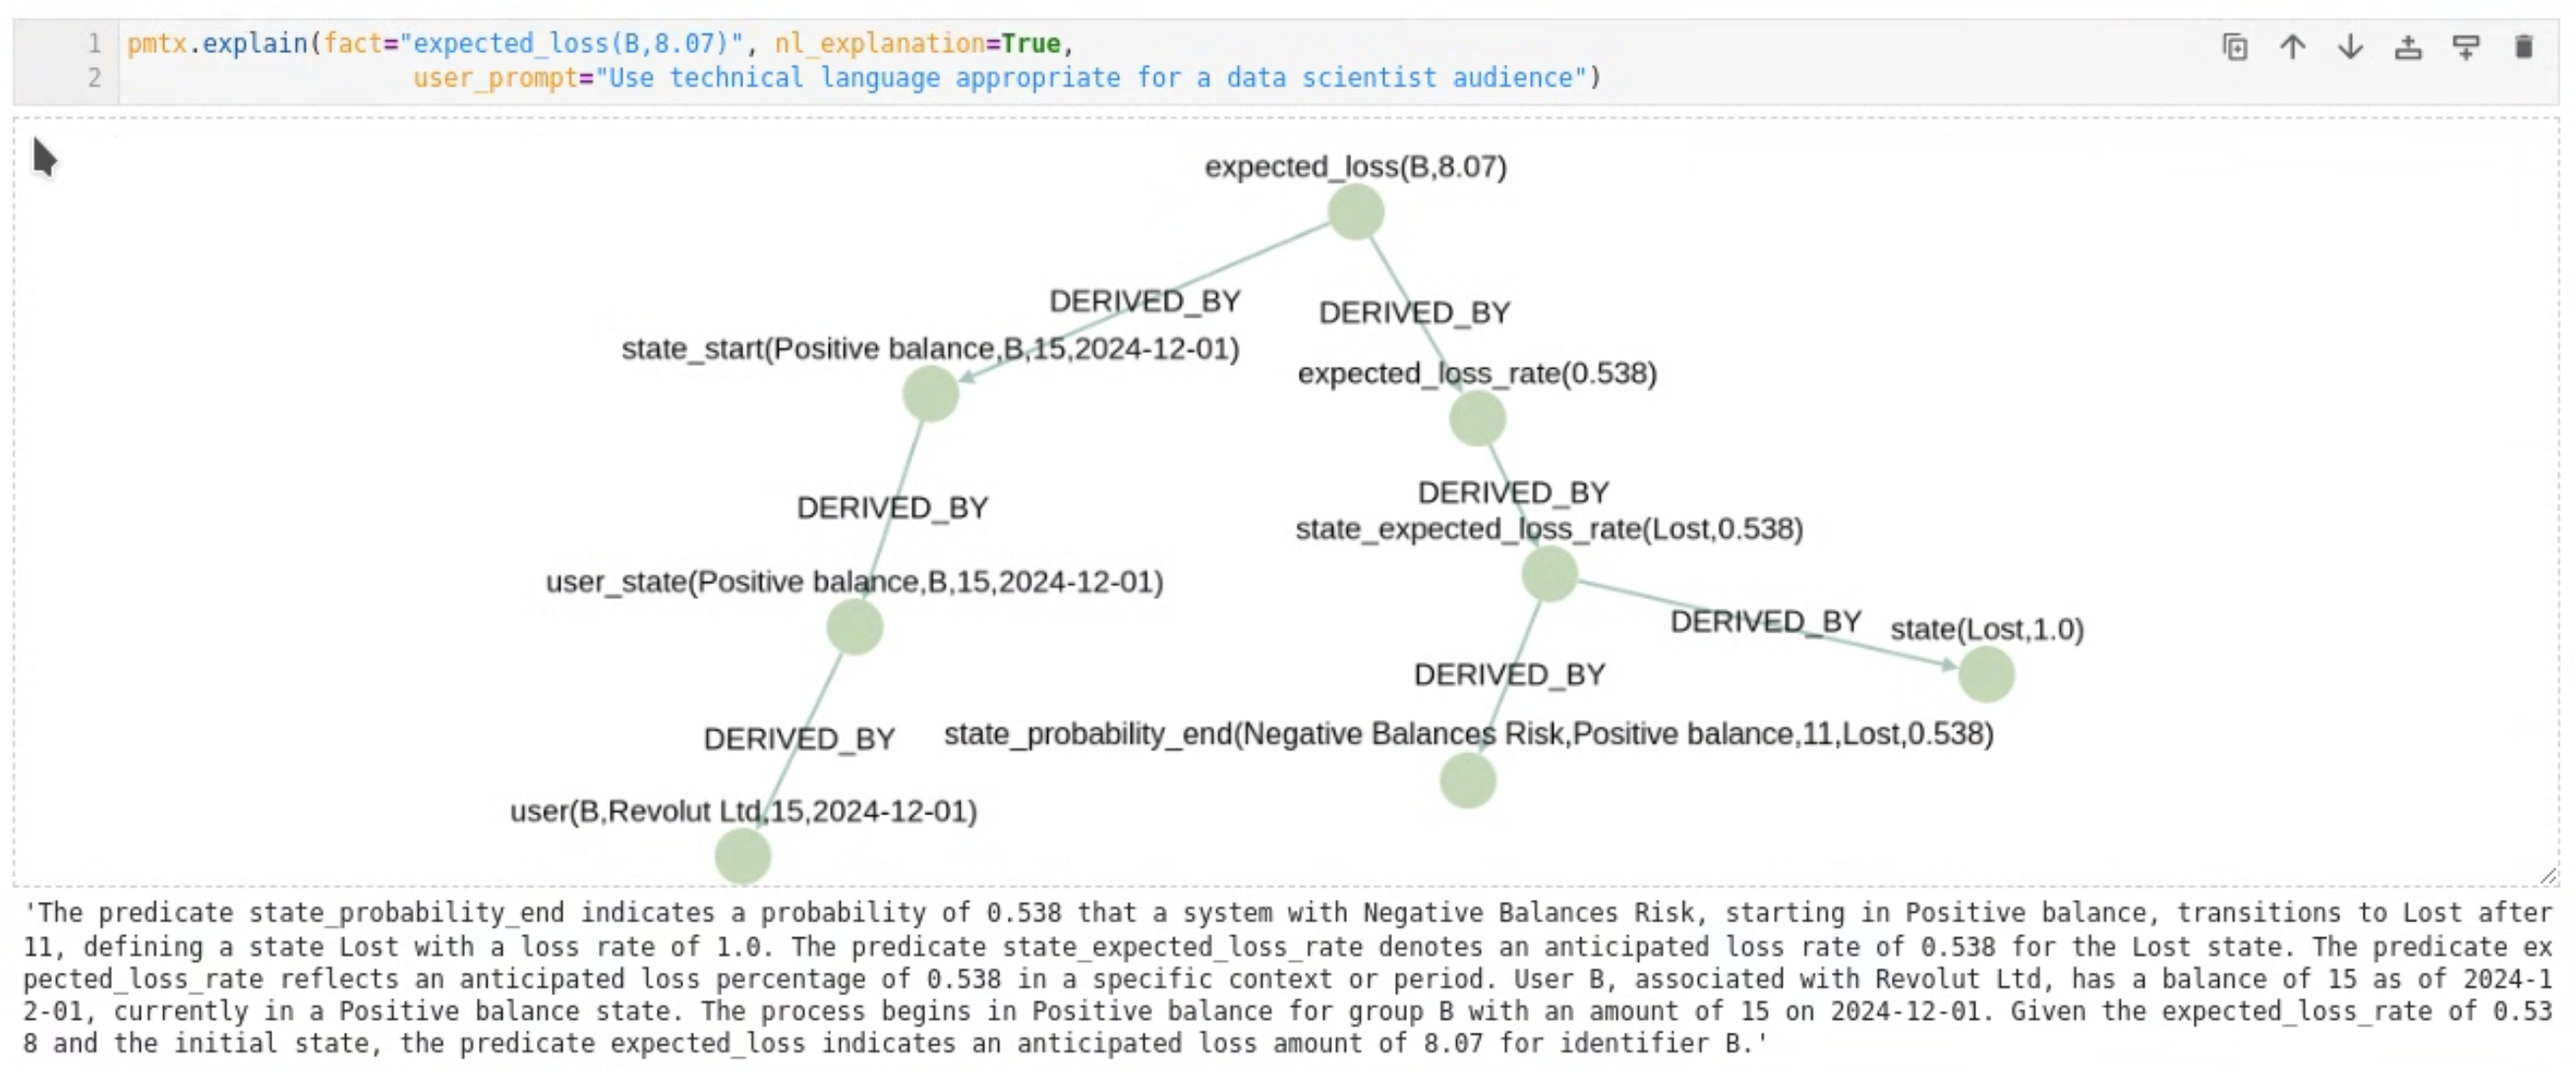 1 pmtx.explain(fact="expected_loss(B,8.07)", nl_explanation=True,
2 user_prompt="Use technical language appropriate for a data scientist audience")
expected_loss(B,8.07)
DERIVED_BY
DERIVED_BY
state_start(Positive balance,B,15,2024-12-01)
expected_loss_rate(0.538)
DERIVED_BY
DERIVED_BY
state_expected_loss_rate(Lost,0.538)
user_state(Positive balance,B,15,2024-12-01)
DERIVED_BY
state(Lost,1.0)
DERIVED_BY
DERIVED_BY
state_probability_end(Negative Balances Risk,Positive balance,11,Lost,0.538)
user(B,Revolut Ltd,15,2024-12-01)
'The predicate state_probability_end indicates a probability of 0.538 that a system with Negative Balances Risk, starting in Positive balance, transitions to Lost after
11, defining a state Lost with a loss rate of 1.0. The predicate state_expected_loss_rate denotes an anticipated loss rate of 0.538 for the Lost state. The predicate ex
pected_loss_rate reflects an anticipated loss percentage of 0.538 in a specific context or period. User B, associated with Revolut Ltd, has a balance of 15 as of 2024-1
2-01, currently in a Positive balance state. The process begins in Positive balance for group B with an amount of 15 on 2024-12-01. Given the expected_loss_rate of 0.53
8 and the initial state, the predicate expected_loss indicates an anticipated loss amount of 8.07 for identifier B.'